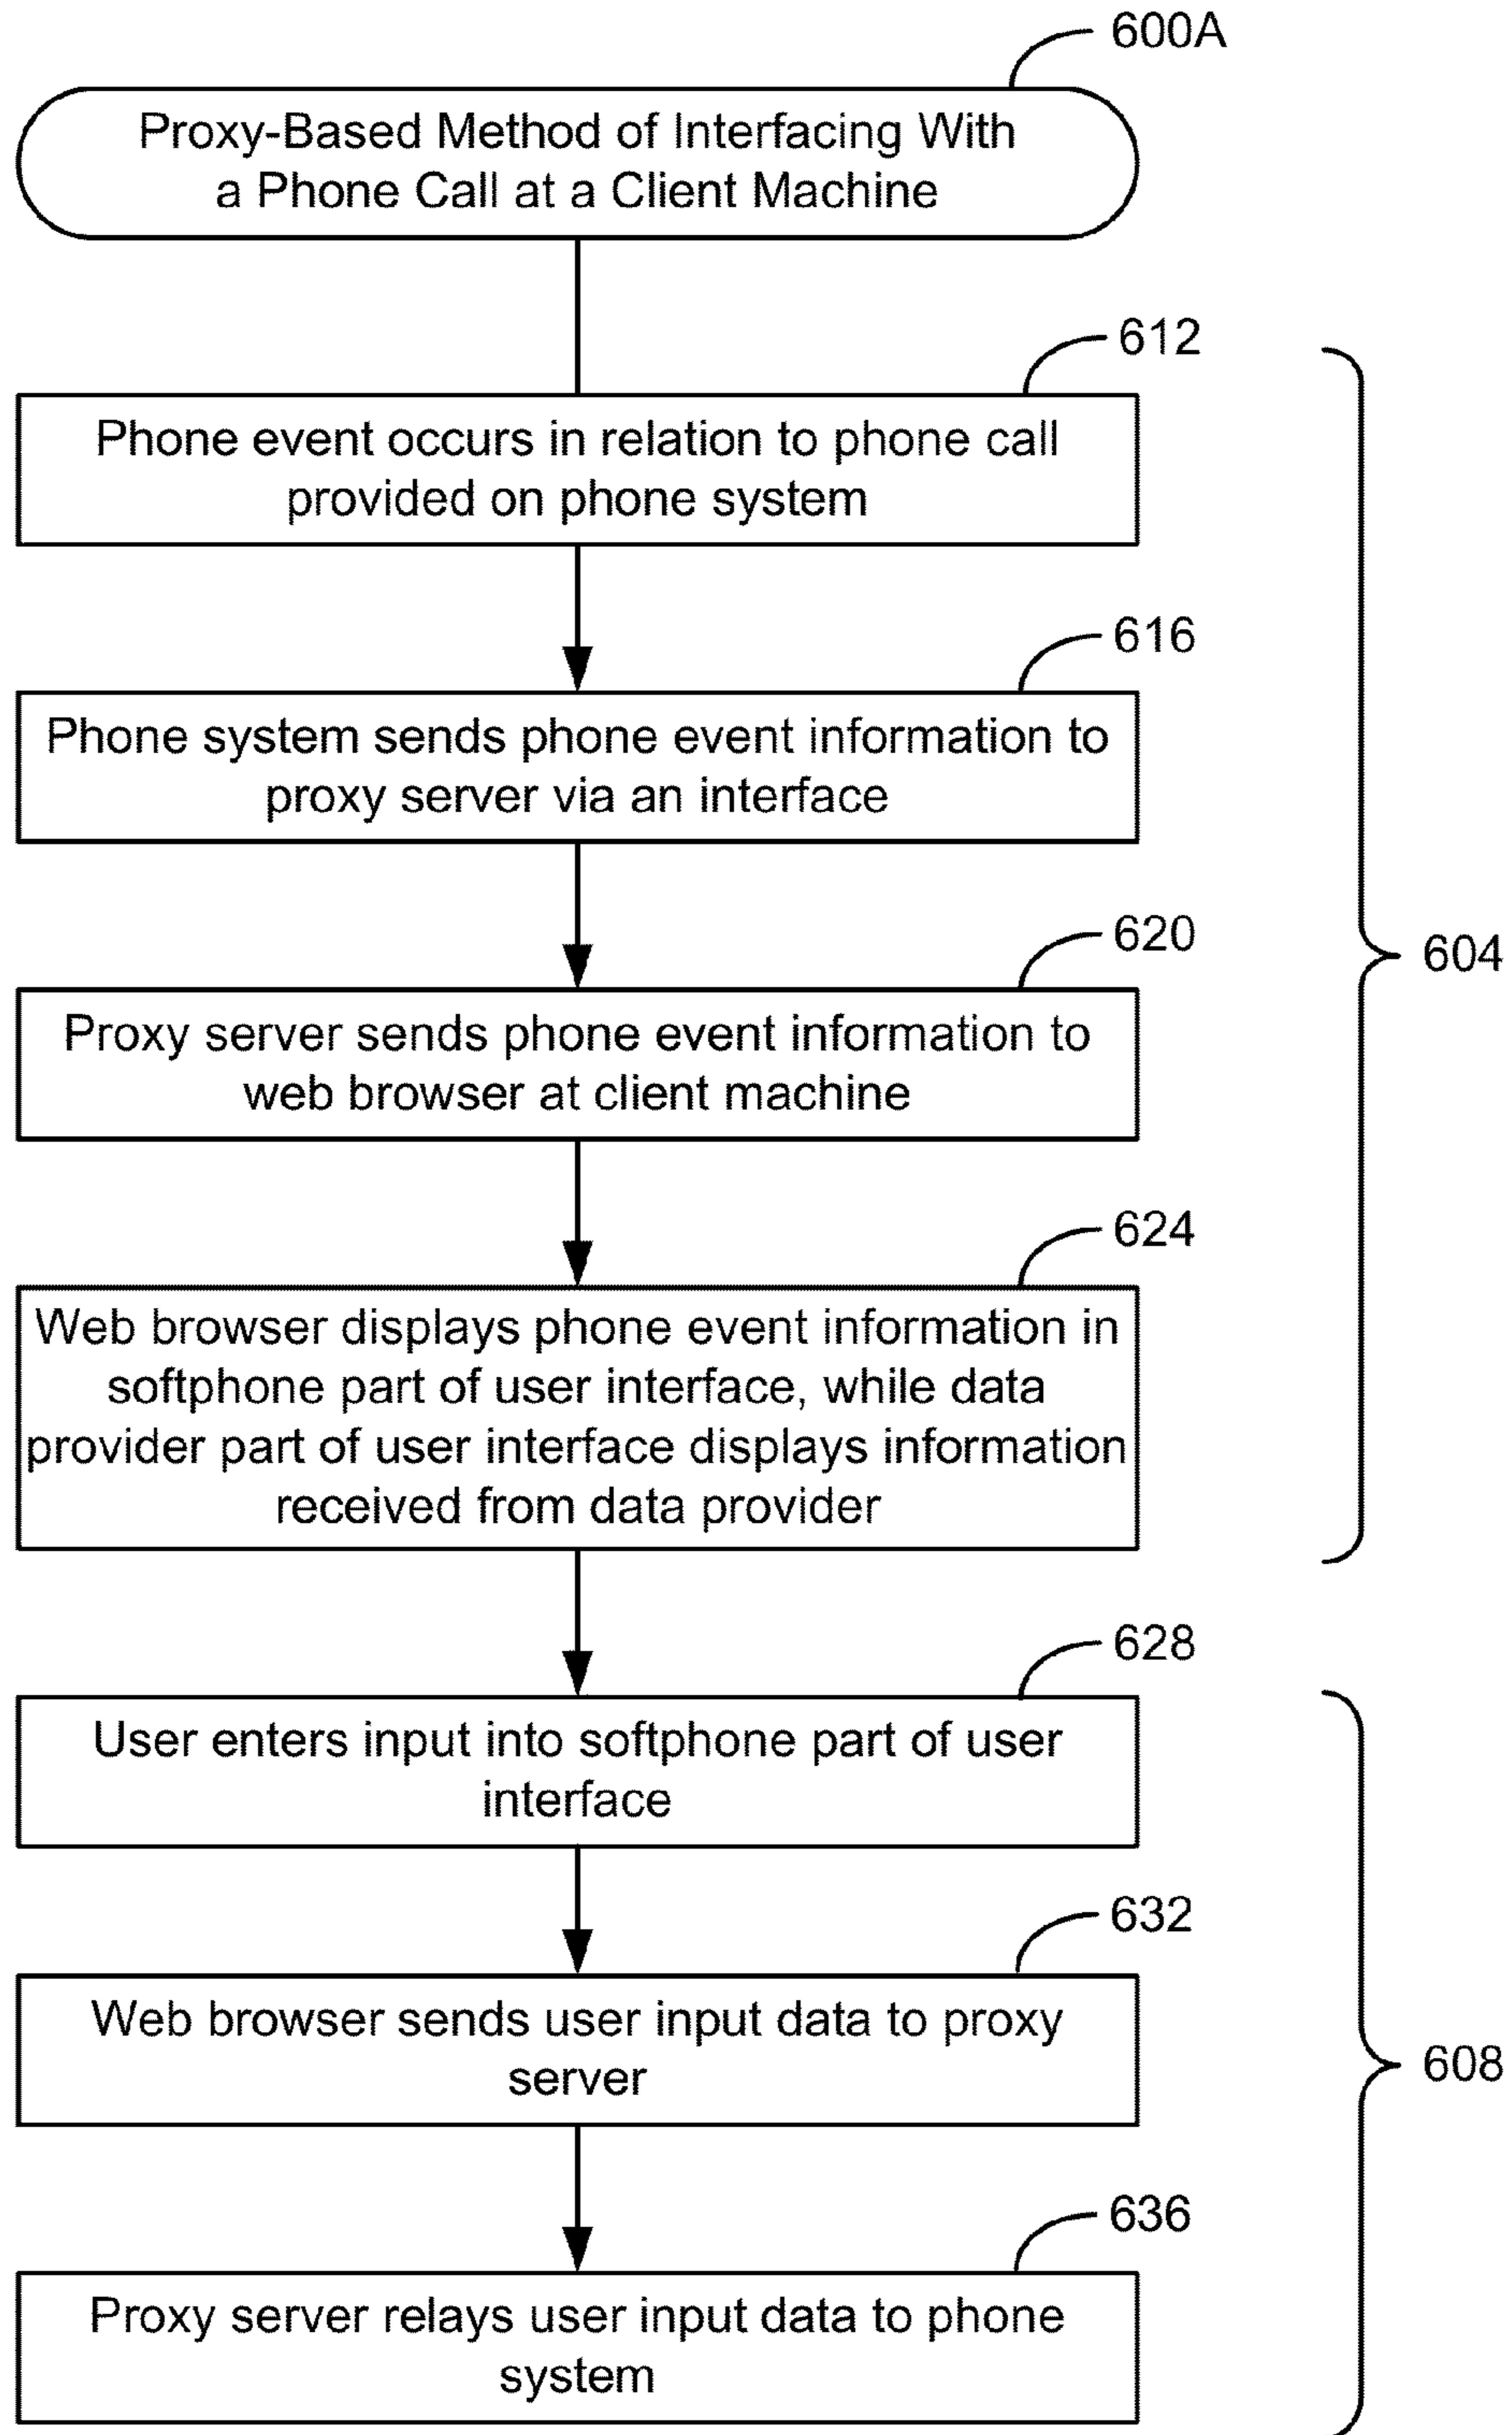 600A
Proxy-Based Method of Interfacing With
a Phone Call at a Client Machine
612
Phone event occurs in relation to phone call
provided on phone system
616
Phone system sends phone event information to
proxy server via an interface
620
Proxy server sends phone event information to
web browser at client machine
604
624
Web browser displays phone event information in
softphone part of user interface, while data
provider part of user interface displays information
received from data provider
628
User enters input into softphone part of user
interface
632
Web browser sends user input data to proxy
server
608
636
Proxy server relays user input data to phone
system